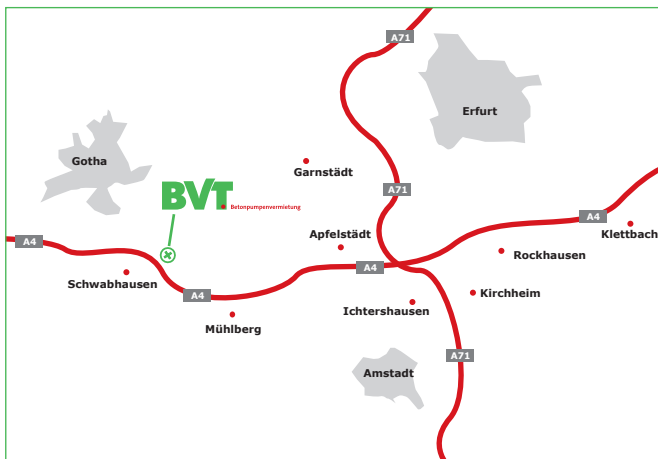 A71
Erfurt
Gotha
Garnstädt
BVT
Betonpumpenvermietung
A71
A4
Klettbach
Apfelstädt
A4
Rockhausen
A4
Schwabhausen
A4
Kirchheim
Ichtershausen
Mühlberg
A71
Amstadt